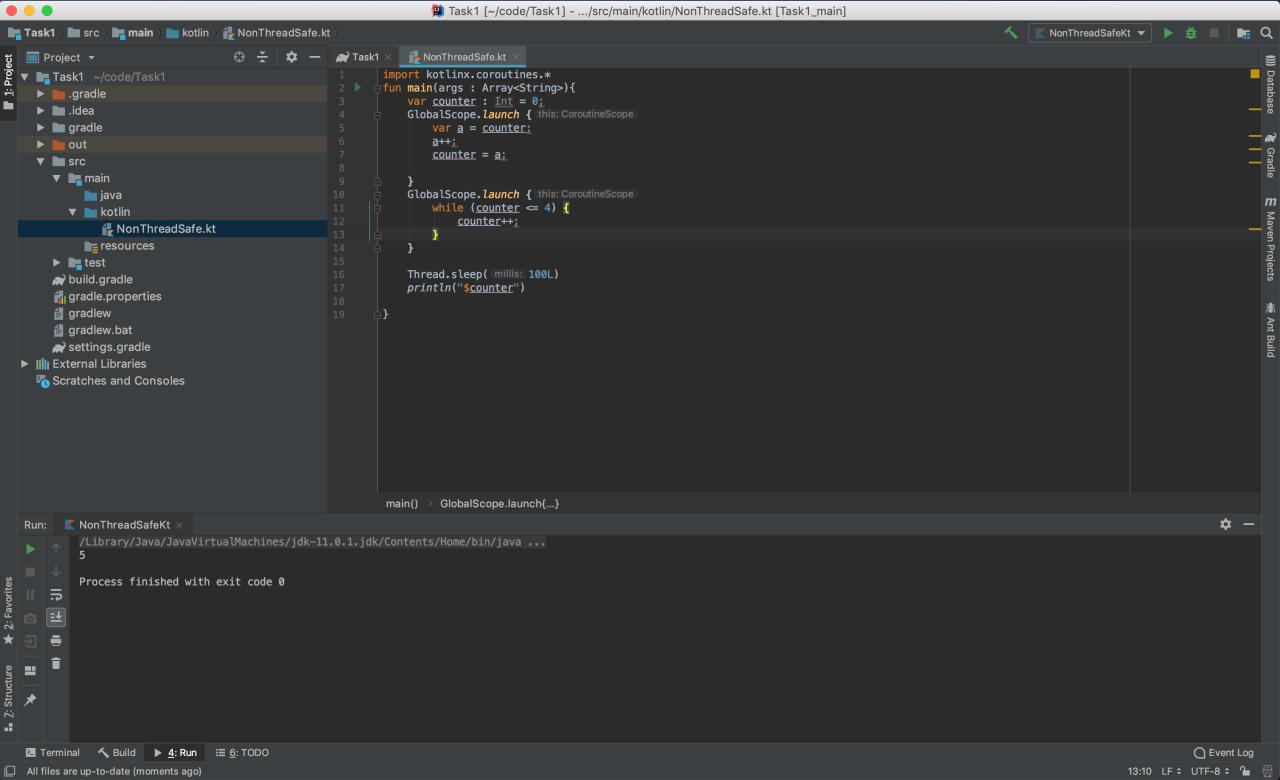 Task1 [~/code/Task1] - .../src/main/kotlin/NonThreadSafe.kt [Task1_main]
Task1 src main kotlin NonThreadSafe.kt NonThreadSafeKt
1: Project
Project
Task1 NonThreadSafe.kt
Task1 ~/code/Task1
.gradle
.idea
gradle
out
src
main
java
kotlin
NonThreadSafe.kt
resources
test
build.gradle
gradle.properties
gradlew
gradlew.bat
settings.gradle
External Libraries
Scratches and Consoles
1 import kotlinx.coroutines.*
2 fun main(args : Array<String>){
3 var counter : Int = 0;
4 GlobalScope.launch { this: CoroutineScope
5 var a = counter;
6 a++;
7 counter = a;
8
9 }
10 GlobalScope.launch { this: CoroutineScope
11 while (counter <= 4) {
12 counter++;
13 }
14 }
15
16 Thread.sleep( millis: 100L)
17 println("$counter")
18
19 }
Database
Gradle
m Maven Projects
Ant Build
main() › GlobalScope.launch{...}
Run: NonThreadSafeKt
/Library/Java/JavaVirtualMachines/jdk-11.0.1.jdk/Contents/Home/bin/java ...
5
Process finished with exit code 0
2: Favorites
Z: Structure
Terminal Build 4: Run 6: TODO Event Log
All files are up-to-date (moments ago) 13:10 LF UTF-8